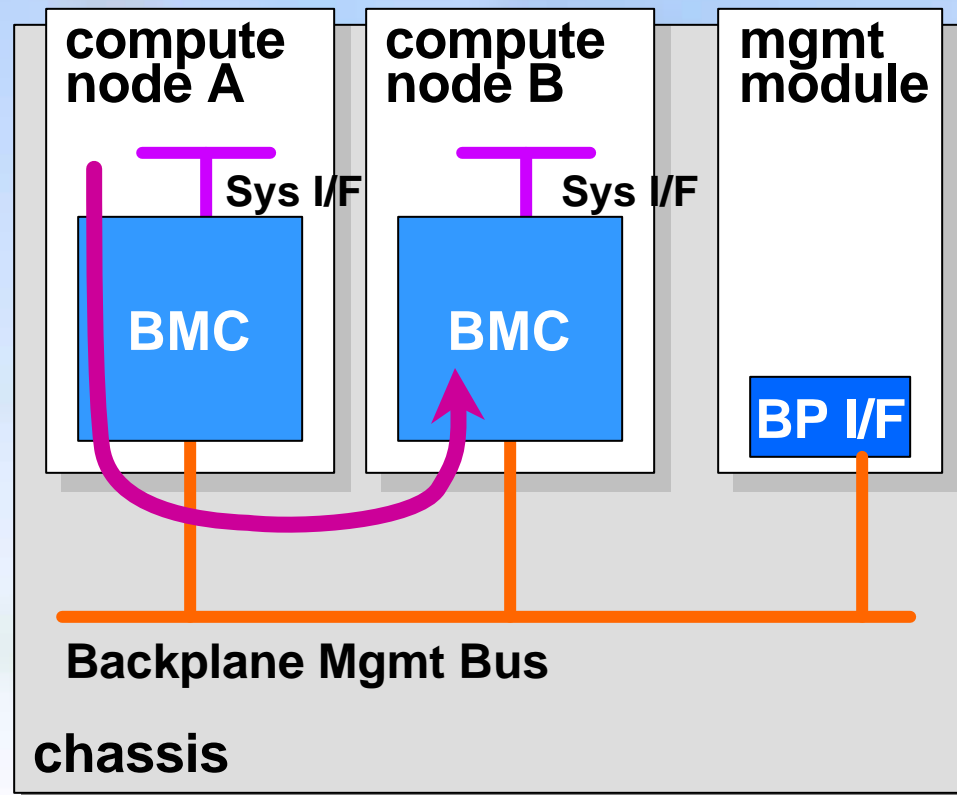 compute
node A
compute
node B
mgmt
module
Sys I/F
Sys I/F
BMC
BMC
BP I/F
Backplane Mgmt Bus
chassis